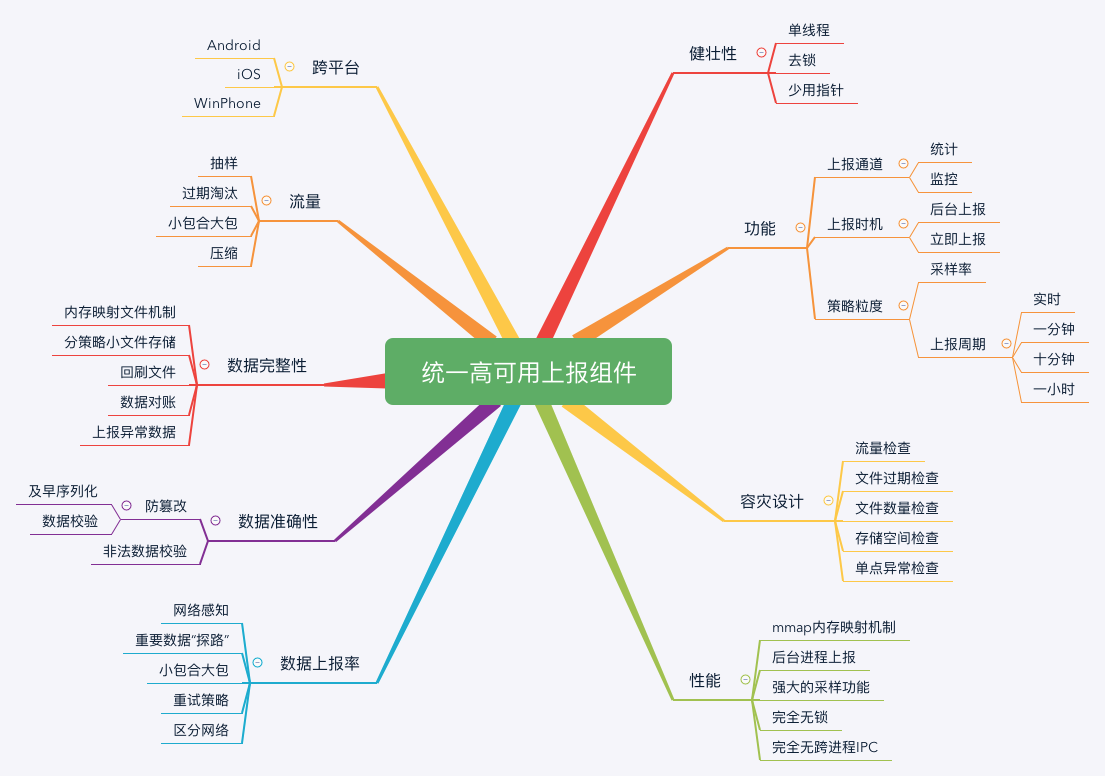 统一高可用上报组件
健壮性
单线程
去锁
少用指针
功能
上报通道
统计
监控
上报时机
后台上报
立即上报
策略粒度
采样率
上报周期
实时
一分钟
十分钟
一小时
容灾设计
流量检查
文件过期检查
文件数量检查
存储空间检查
单点异常检查
性能
mmap内存映射机制
后台进程上报
强大的采样功能
完全无锁
完全无跨进程IPC
跨平台
Android
iOS
WinPhone
流量
抽样
过期淘汰
小包合大包
压缩
数据完整性
内存映射文件机制
分策略小文件存储
回刷文件
数据对账
上报异常数据
数据准确性
防篡改
及早序列化
数据校验
非法数据校验
数据上报率
网络感知
重要数据“探路”
小包合大包
重试策略
区分网络